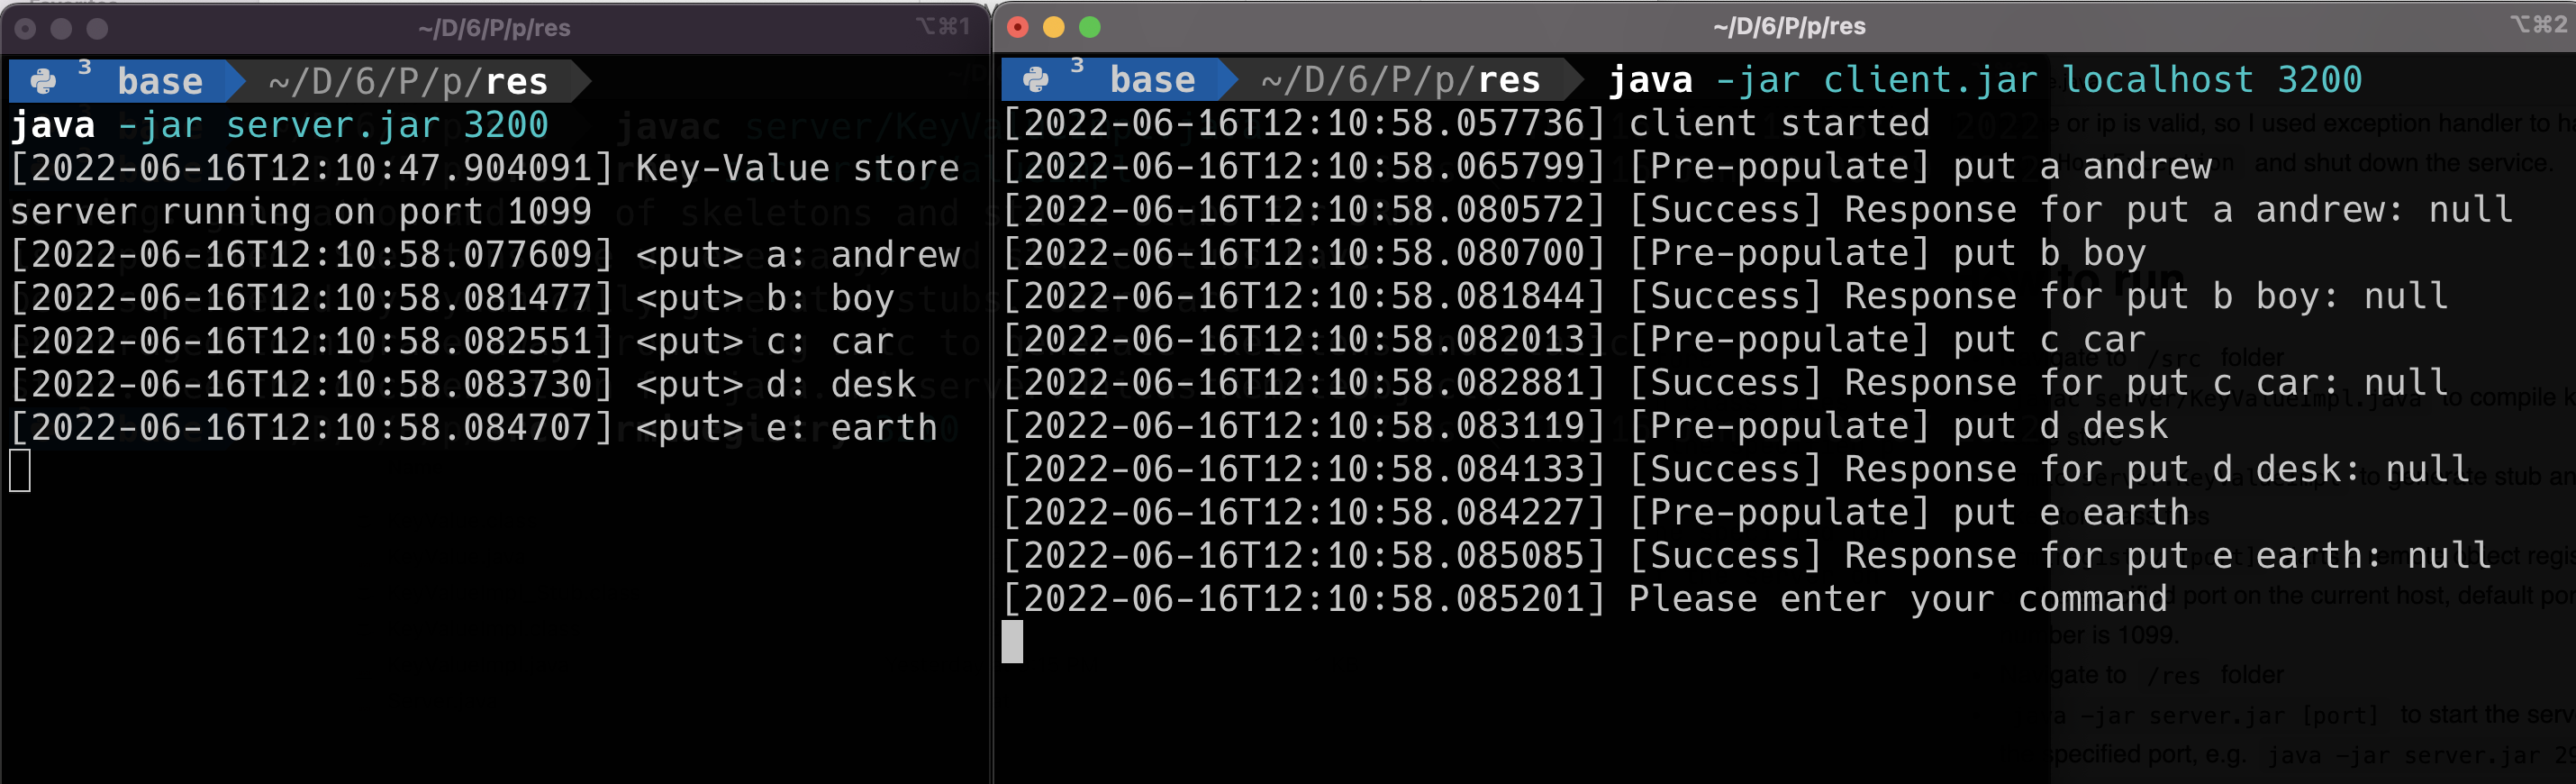 ~/D/6/P/p/res ⌥⌘1
3 base ~/D/6/P/p/res
java -jar server.jar 3200
[2022-06-16T12:10:47.904091] Key-Value store
server running on port 1099
[2022-06-16T12:10:58.077609] <put> a: andrew
[2022-06-16T12:10:58.081477] <put> b: boy
[2022-06-16T12:10:58.082551] <put> c: car
[2022-06-16T12:10:58.083730] <put> d: desk
[2022-06-16T12:10:58.084707] <put> e: earth
~/D/6/P/p/res ⌥⌘2
3 base ~/D/6/P/p/res java -jar client.jar localhost 3200
[2022-06-16T12:10:58.057736] client started
[2022-06-16T12:10:58.065799] [Pre-populate] put a andrew
[2022-06-16T12:10:58.080572] [Success] Response for put a andrew: null
[2022-06-16T12:10:58.080700] [Pre-populate] put b boy
[2022-06-16T12:10:58.081844] [Success] Response for put b boy: null
[2022-06-16T12:10:58.082013] [Pre-populate] put c car
[2022-06-16T12:10:58.082881] [Success] Response for put c car: null
[2022-06-16T12:10:58.083119] [Pre-populate] put d desk
[2022-06-16T12:10:58.084133] [Success] Response for put d desk: null
[2022-06-16T12:10:58.084227] [Pre-populate] put e earth
[2022-06-16T12:10:58.085085] [Success] Response for put e earth: null
[2022-06-16T12:10:58.085201] Please enter your command